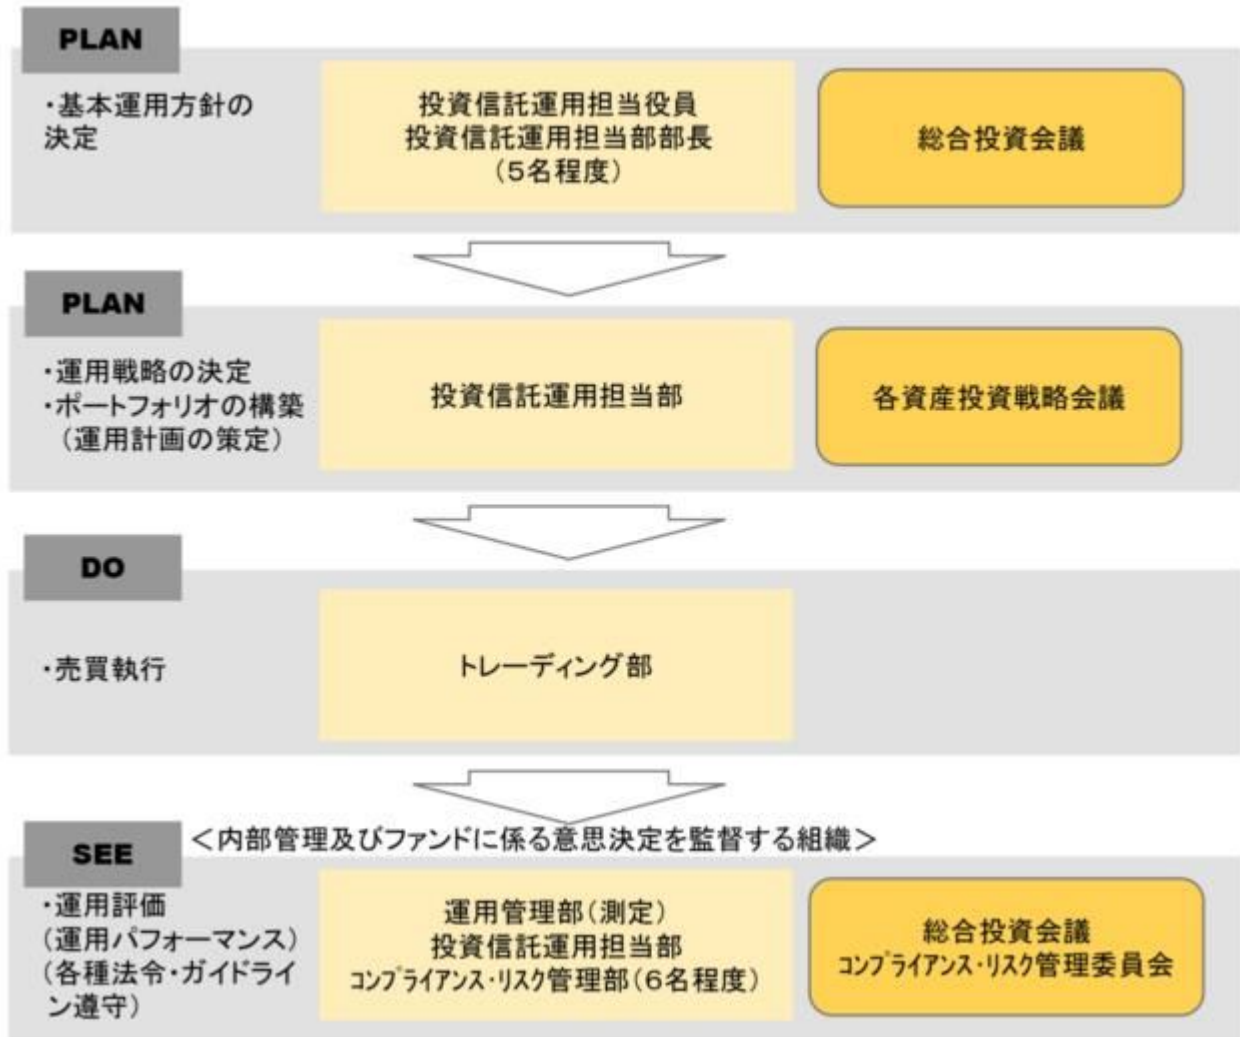 PLAN
・基本運用方針の
決定
投資信託運用担当役員
投資信託運用担当部部長
(5名程度)
総合投資会議
PLAN
・運用戦略の決定
・ポートフォリオの構築
(運用計画の策定)
投資信託運用担当部
各資産投資戦略会議
DO
・売買執行
トレーディング部
<内部管理及びファンドに係る意思決定を監督する組織>
SEE
・運用評価
(運用パフォーマンス)
(各種法令・ガイドライ
ン遵守)
運用管理部(測定)
投資信託運用担当部
コンプライアンス・リスク管理部(6名程度)
総合投資会議
コンプライアンス・リスク管理委員会